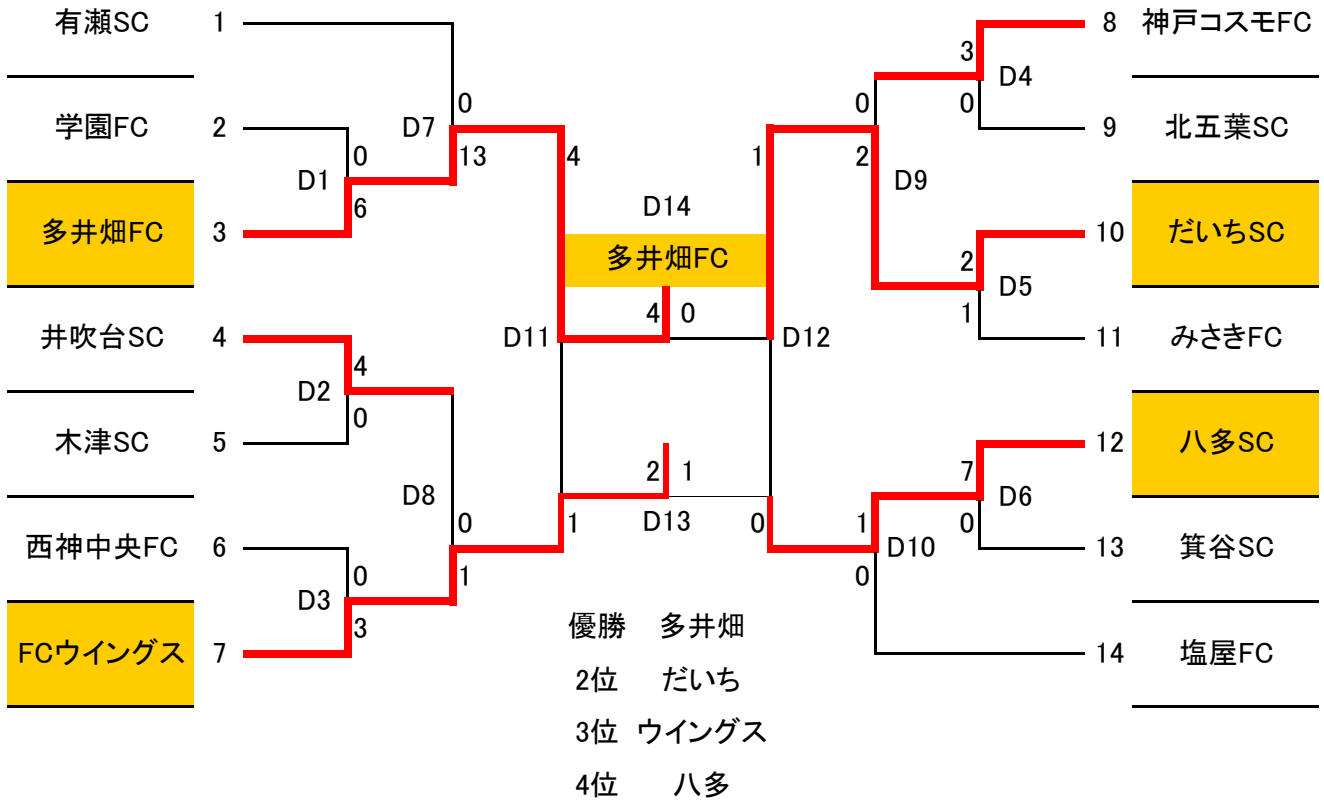 有瀬SC 1
学園FC 2
多井畑FC 3
井吹台SC 4
木津SC 5
西神中央FC 6
FCウイングス 7
D1
0
6
D2
4
0
D3
0
3
D7
0
13
D8
0
1
D11
4
1
D14
多井畑FC
4 0
2 1
D13
D12
1
0
D9
0
2
D10
1
0
D4
3
0
D5
2
1
D6
7
0
8 神戸コスモFC
9 北五葉SC
10 だいちSC
11 みさきFC
12 八多SC
13 箕谷SC
14 塩屋FC
優勝 多井畑
2位 だいち
3位 ウイングス
4位 八多